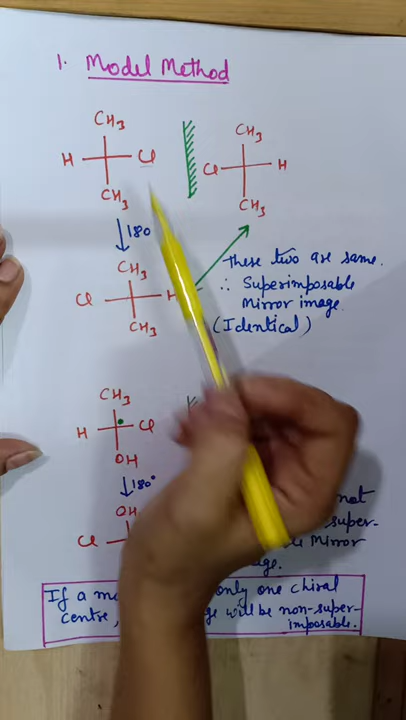 1. Model Method
CH3 CH3
H Cl Cl H
CH3 CH3
180
CH3
Cl H
CH3
These two are same.
∴ Superimposable
Mirror image.
(Identical)
CH3
H Cl
OH
180°
OH
Cl
not
super-
Mirror
If a only one chiral
centre, will be non-super-
imposable.